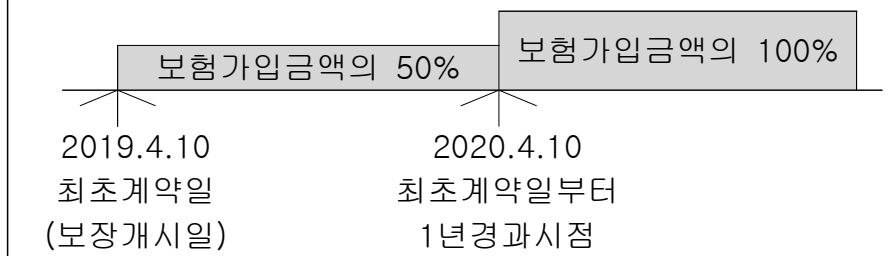 보험가입금액의 50%
보험가입금액의 100%
2019.4.10
최초계약일
(보장개시일)
2020.4.10
최초계약일부터
1년경과시점